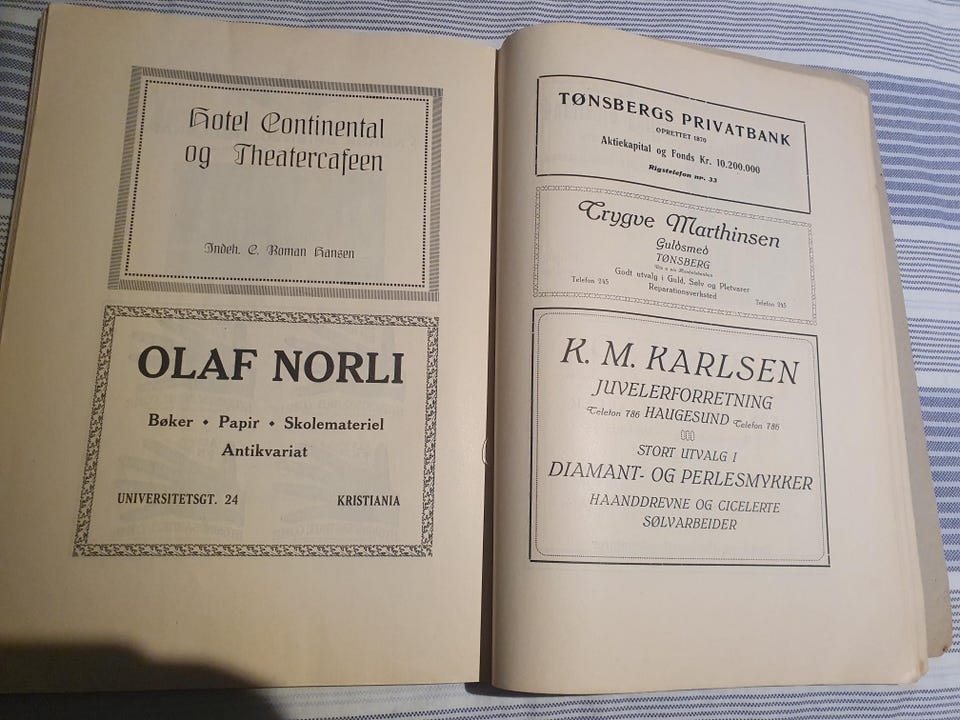 Hotel Continental
og Theatercafeen
Indeh. C. Roman Hansen
OLAF NORLI
Bøker • Papir • Skolemateriel
Antikvariat
UNIVERSITETSGT. 24 KRISTIANIA
TØNSBERGS PRIVATBANK
OPRETTET 1870
Aktiekapital og Fonds Kr. 10.200.000
Rigstelefon nr. 33
Trygve Marthinsen
Guldsmed
TØNSBERG
Godt utvalg i Guld, Sølv og Pletvarer
Telefon 245 Reparationsverksted Telefon 245
K. M. KARLSEN
JUVELERFORRETNING
Telefon 786 HAUGESUND Telefon 786
STORT UTVALG I
DIAMANT- OG PERLESMYKKER
HAANDDREVNE OG CICELERTE
SØLVARBEIDER